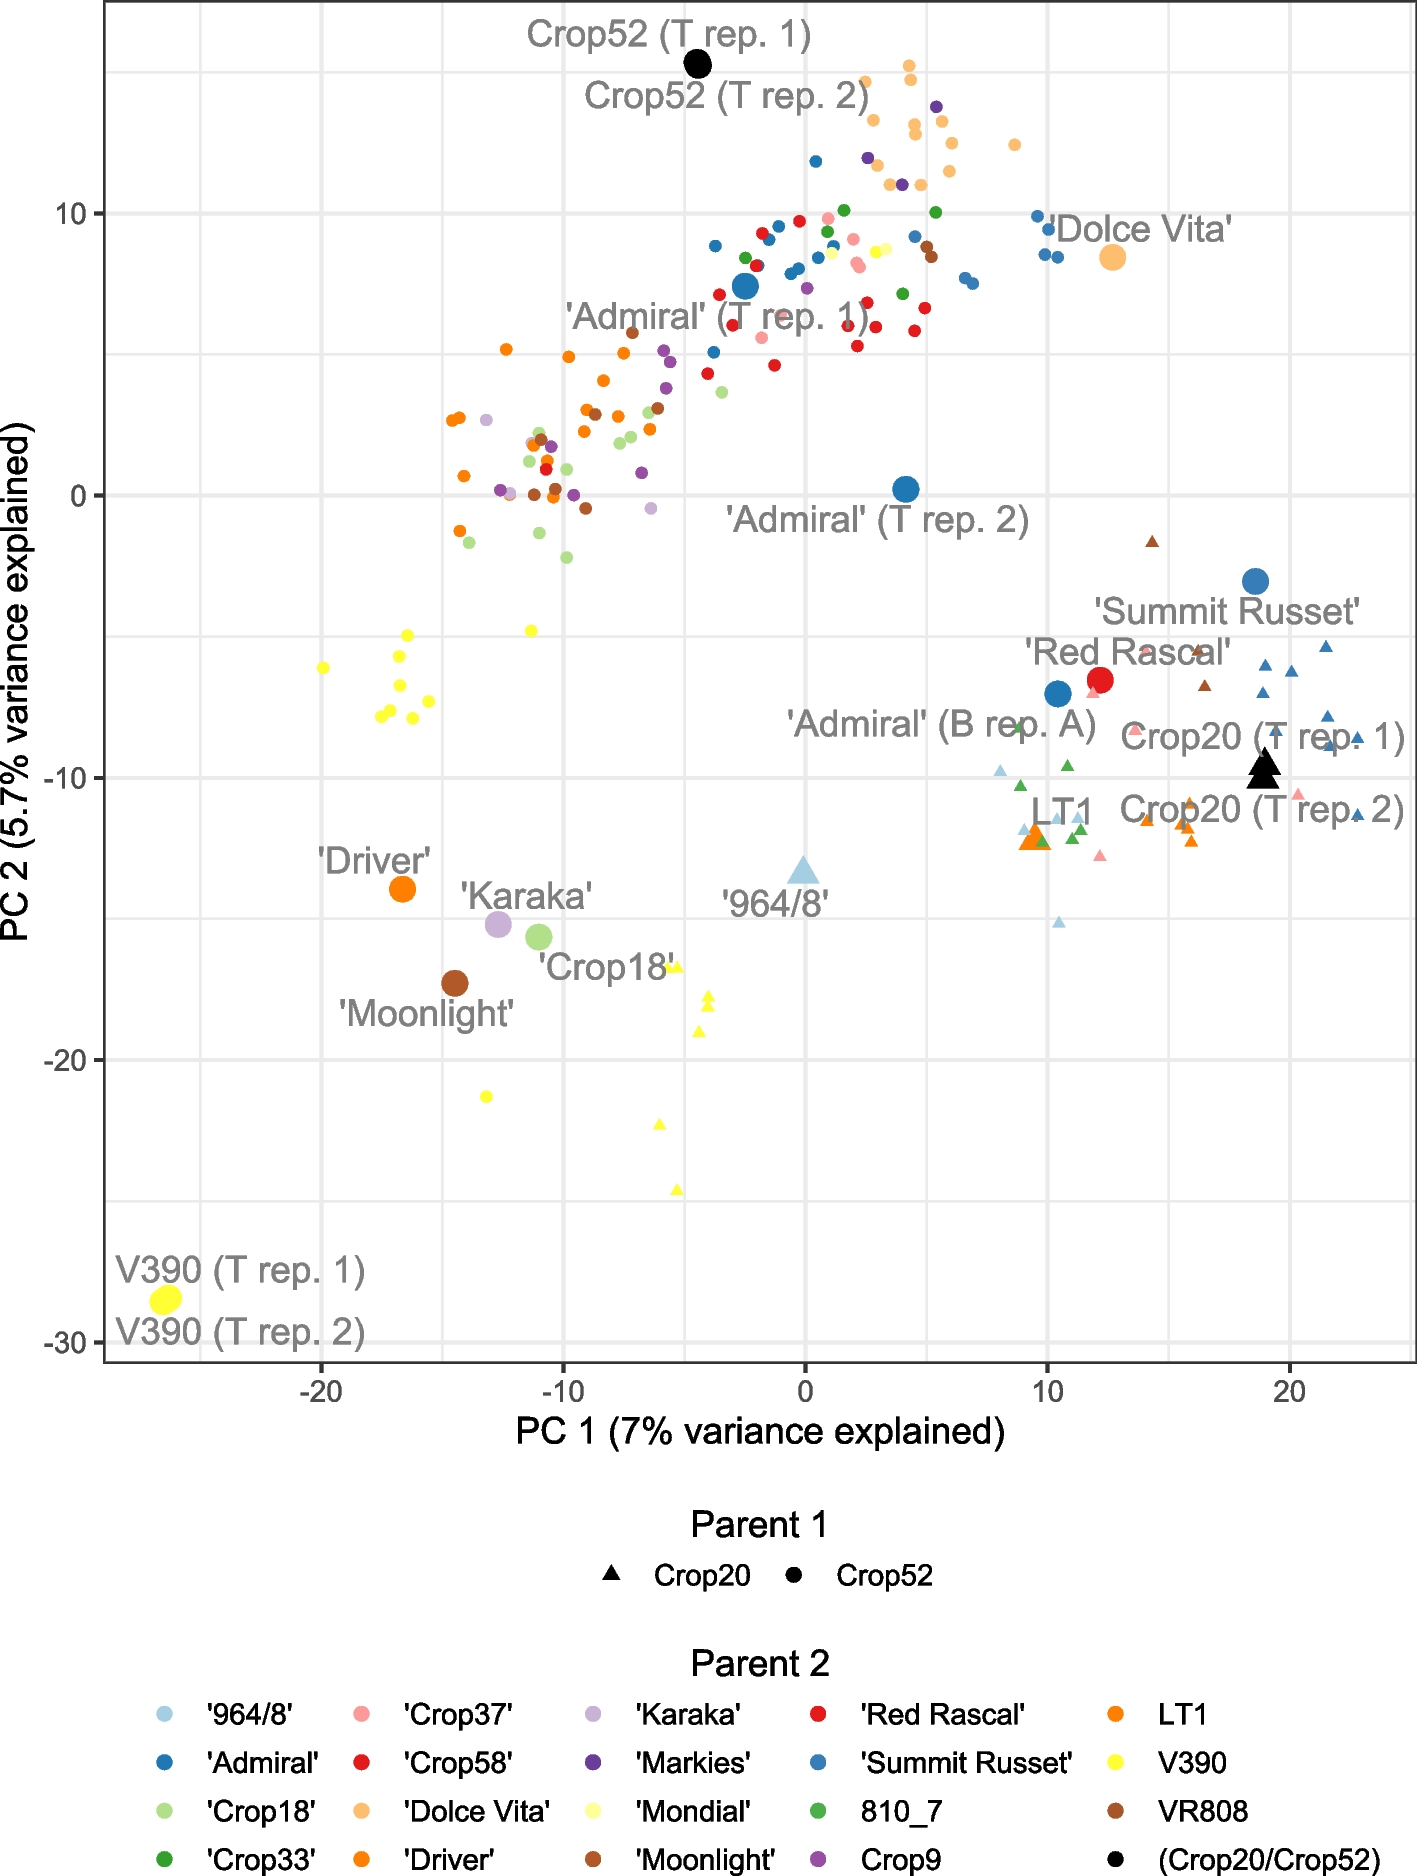 Crop52 (T rep. 1)
Crop52 (T rep. 2)
10
'Dolce Vita'
'Admiral' (T rep. 1)
0
'Admiral' (T rep. 2)
'Summit Russet'
'Red Rascal'
'Admiral' (B rep. A)
Crop20 (T rep. 1)
-10
LT1
Crop20 (T rep. 2)
'Driver'
'Karaka'
'964/8'
'Crop18'
'Moonlight'
-20
V390 (T rep. 1)
V390 (T rep. 2)
-30
PC 2 (5.7% variance explained)
-20 -10 0 10 20
PC 1 (7% variance explained)
Parent 1
Crop20 Crop52
Parent 2
'964/8' 'Crop37' 'Karaka' 'Red Rascal' LT1
'Admiral' 'Crop58' 'Markies' 'Summit Russet' V390
'Crop18' 'Dolce Vita' 'Mondial' 810_7 VR808
'Crop33' 'Driver' 'Moonlight' Crop9 (Crop20/Crop52)